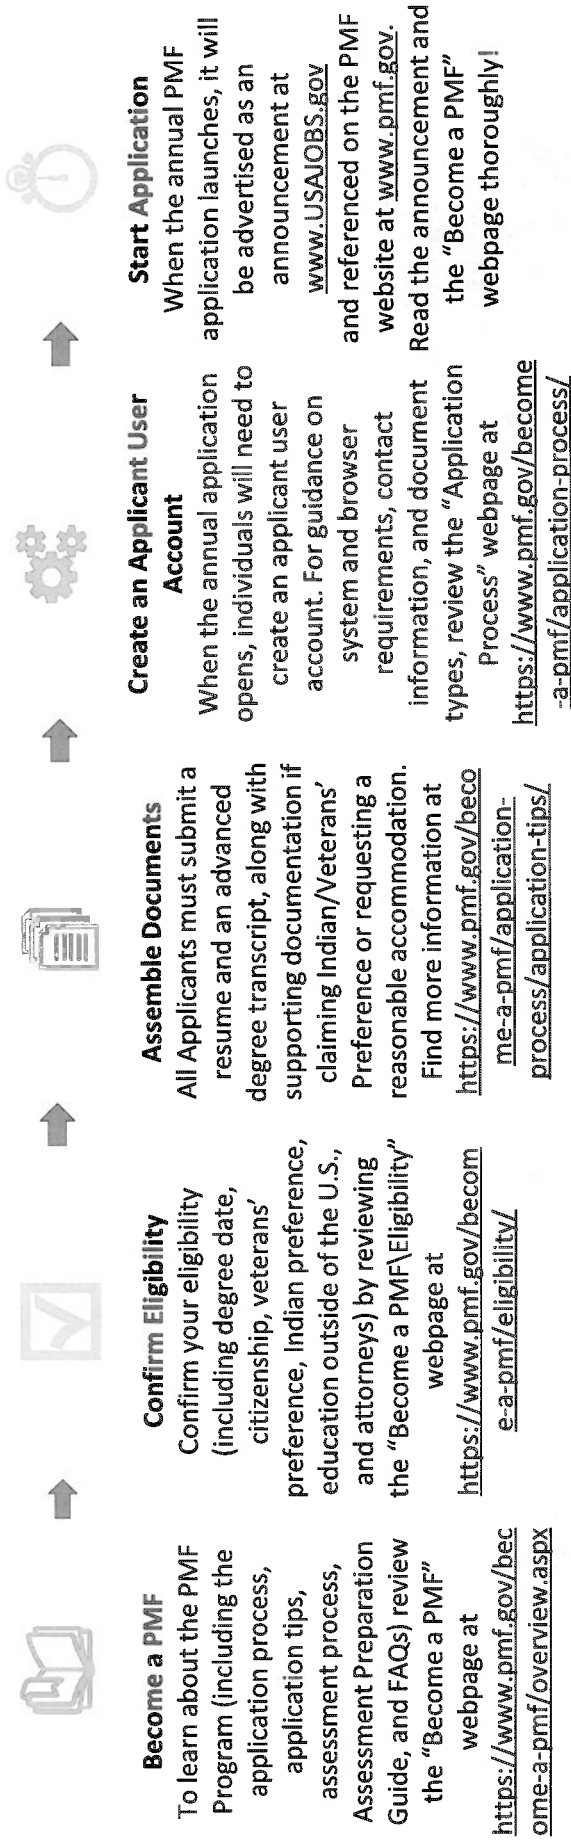 Become a PMF
To learn about the PMF
Program (including the
application process,
application tips,
assessment process,
Assessment Preparation
Guide, and FAQs) review
the “Become a PMF”
webpage at
https://www.pmf.gov/bec
ome-a-pmf/overview.aspx
Confirm Eligibility
Confirm your eligibility
(including degree date,
citizenship, veterans’
preference, Indian preference,
education outside of the U.S.,
and attorneys) by reviewing
the “Become a PMF\Eligibility”
webpage at
https://www.pmf.gov/becom
e-a-pmf/eligibility/
Assemble Documents
All Applicants must submit a
resume and an advanced
degree transcript, along with
supporting documentation if
claiming Indian/Veterans’
Preference or requesting a
reasonable accommodation.
Find more information at
https://www.pmf.gov/beco
me-a-pmf/application-
process/application-tips/
Create an Applicant User
Account
When the annual application
opens, individuals will need to
create an applicant user
account. For guidance on
system and browser
requirements, contact
information, and document
types, review the “Application
Process” webpage at
https://www.pmf.gov/become
-a-pmf/application-process/
Start Application
When the annual PMF
application launches, it will
be advertised as an
announcement at
www.USAJOBS.gov
and referenced on the PMF
website at www.pmf.gov.
Read the announcement and
the “Become a PMF”
webpage thoroughly!